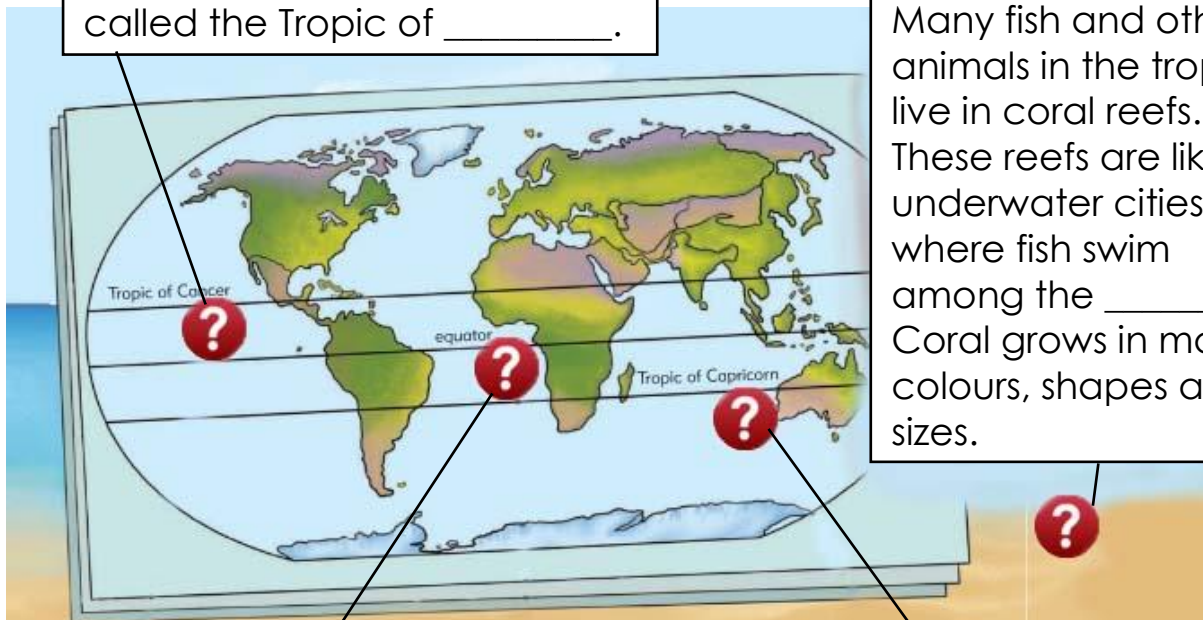 called the Tropic of _________.
Many fish and oth
animals in the trop
live in coral reefs.
These reefs are lik
underwater cities
where fish swim
among the ______
Coral grows in ma
colours, shapes a
sizes.
Tropic of Cancer
?
equator
?
Tropic of Capricorn
?
?